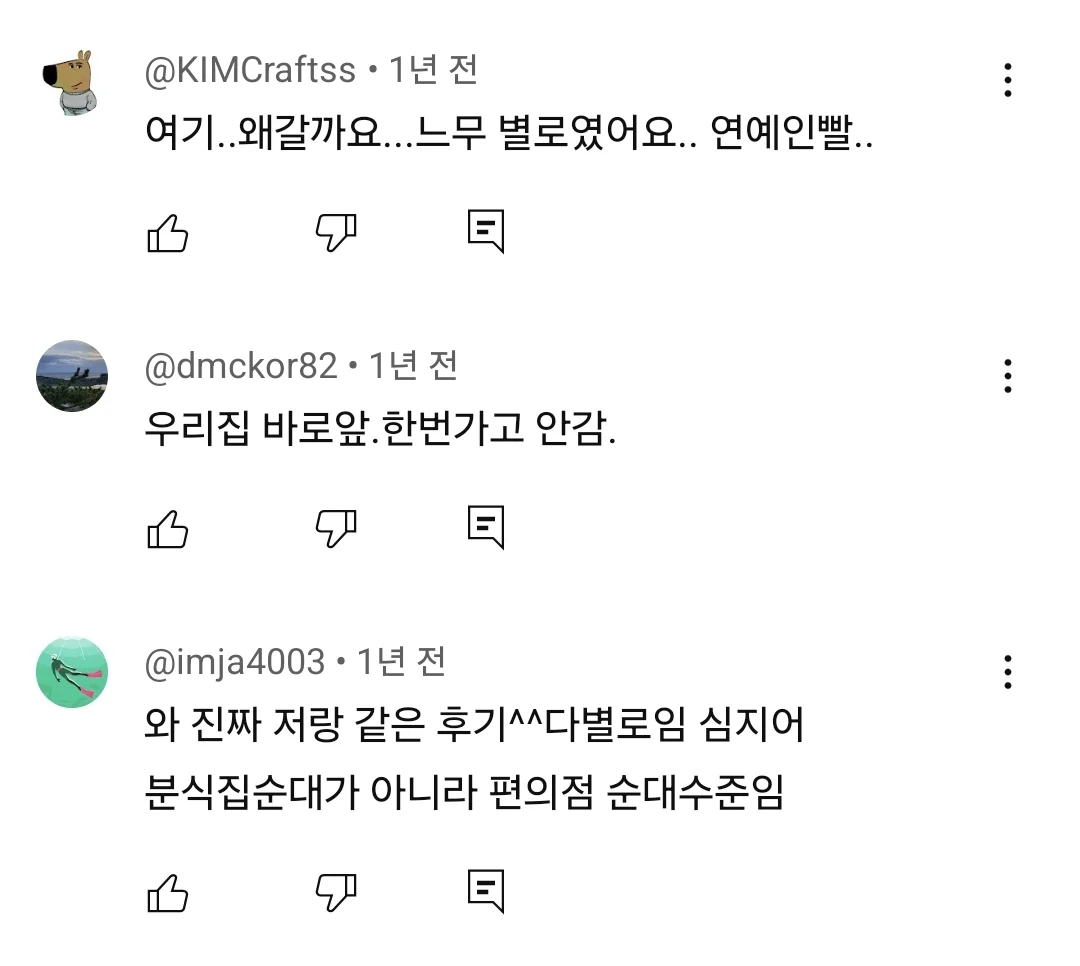 @KIMCraftss • 1년 전
여기..왜갈까요...느무 별로였어요.. 연예인빨..
@dmckor82 • 1년 전
우리집 바로앞.한번가고 안감.
@imja4003 • 1년 전
와 진짜 저랑 같은 후기^^다별로임 심지어
분식집순대가 아니라 편의점 순대수준임